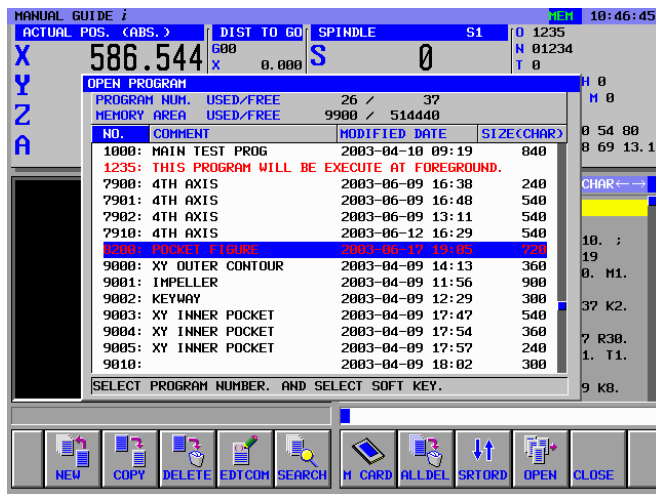 MANUAL GUIDE i MEM 10:46:45
ACTUAL POS. (ABS.) DIST TO GO SPINDLE S1 O 1235
X 586.544 G00 X 0.000 S 0 N 01234
T 0
Y H 0
M 0
Z
A
0 54 80
8 69 13.1
OPEN PROGRAM
PROGRAM NUM. USED/FREE 26 / 37
MEMORY AREA USED/FREE 9900 / 514440
NO. COMMENT MODIFIED DATE SIZE(CHAR)
1000: MAIN TEST PROG 2003-04-10 09:19 840
1235: THIS PROGRAM WILL BE EXECUTE AT FOREGROUND.
7900: 4TH AXIS 2003-06-09 16:38 240
7901: 4TH AXIS 2003-06-09 16:48 540
7902: 4TH AXIS 2003-06-09 13:11 540
7910: 4TH AXIS 2003-06-12 16:29 540
8200: POCKET FIGURE 2003-06-17 19:05 720
9000: XY OUTER CONTOUR 2003-04-09 14:13 360
9001: IMPELLER 2003-04-09 11:56 900
9002: KEYWAY 2003-04-09 12:29 300
9003: XY INNER POCKET 2003-04-09 17:47 540
9004: XY INNER POCKET 2003-04-09 17:54 360
9005: XY INNER POCKET 2003-04-09 17:57 240
9010: 2003-04-09 18:02 300
SELECT PROGRAM NUMBER. AND SELECT SOFT KEY.
CHAR←→
10. ;
19
0. M1.
37 K2.
7 R30.
1. T1.
9 K8.
NEW COPY DELETE EDTCOM SEARCH M CARD ALLDEL SRTORD OPEN CLOSE